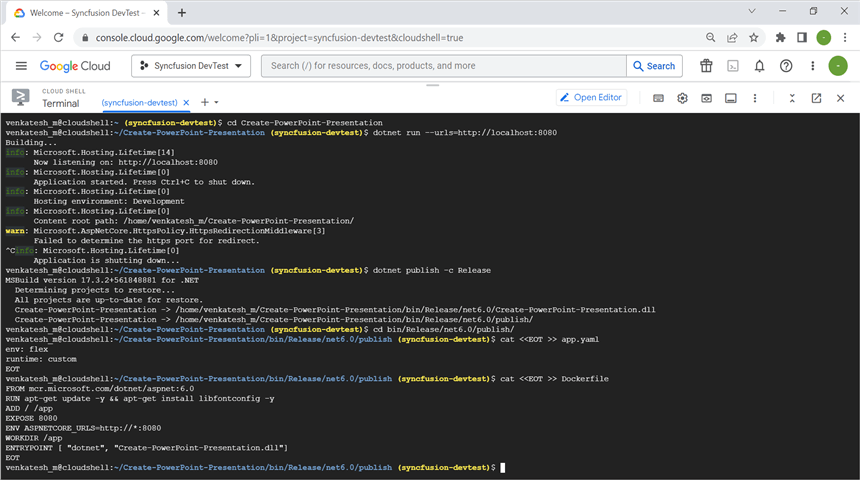 Welcome – Syncfusion DevTest –
console.cloud.google.com/welcome?pli=1&project=syncfusion-devtest&cloudshell=true
Google Cloud
Syncfusion DevTest
Search (/) for resources, docs, products, and more
Search
CLOUD SHELL
Terminal
(syncfusion-devtest)
Open Editor
venkatesh_m@cloudshell:~ (syncfusion-devtest)$ cd Create-PowerPoint-Presentation
venkatesh_m@cloudshell:~/Create-PowerPoint-Presentation (syncfusion-devtest)$ dotnet run --urls=http://localhost:8080
Building...
info: Microsoft.Hosting.Lifetime[14]
Now listening on: http://localhost:8080
info: Microsoft.Hosting.Lifetime[0]
Application started. Press Ctrl+C to shut down.
info: Microsoft.Hosting.Lifetime[0]
Hosting environment: Development
info: Microsoft.Hosting.Lifetime[0]
Content root path: /home/venkatesh_m/Create-PowerPoint-Presentation/
warn: Microsoft.AspNetCore.HttpsPolicy.HttpsRedirectionMiddleware[3]
Failed to determine the https port for redirect.
^Cinfo: Microsoft.Hosting.Lifetime[0]
Application is shutting down...
venkatesh_m@cloudshell:~/Create-PowerPoint-Presentation (syncfusion-devtest)$ dotnet publish -c Release
MSBuild version 17.3.2+561848881 for .NET
Determining projects to restore...
All projects are up-to-date for restore.
Create-PowerPoint-Presentation -> /home/venkatesh_m/Create-PowerPoint-Presentation/bin/Release/net6.0/Create-PowerPoint-Presentation.dll
Create-PowerPoint-Presentation -> /home/venkatesh_m/Create-PowerPoint-Presentation/bin/Release/net6.0/publish/
venkatesh_m@cloudshell:~/Create-PowerPoint-Presentation (syncfusion-devtest)$ cd bin/Release/net6.0/publish/
venkatesh_m@cloudshell:~/Create-PowerPoint-Presentation/bin/Release/net6.0/publish (syncfusion-devtest)$ cat <<EOT >> app.yaml
env: flex
runtime: custom
EOT
venkatesh_m@cloudshell:~/Create-PowerPoint-Presentation/bin/Release/net6.0/publish (syncfusion-devtest)$ cat <<EOT >> Dockerfile
FROM mcr.microsoft.com/dotnet/aspnet:6.0
RUN apt-get update -y && apt-get install libfontconfig -y
ADD / /app
EXPOSE 8080
ENV ASPNETCORE_URLS=http://*:8080
WORKDIR /app
ENTRYPOINT [ "dotnet", "Create-PowerPoint-Presentation.dll"]
EOT
venkatesh_m@cloudshell:~/Create-PowerPoint-Presentation/bin/Release/net6.0/publish (syncfusion-devtest)$